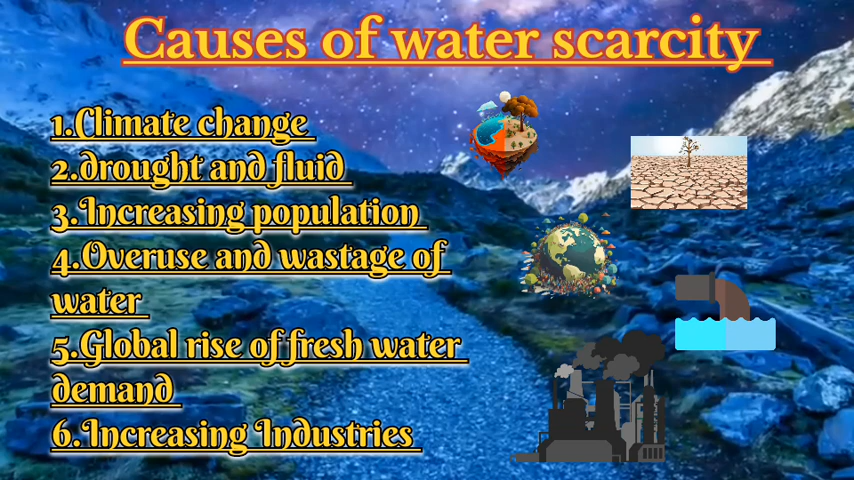 Causes of water scarcity
1.Climate change
2.drought and fluid
3.Increasing population
4.Overuse and wastage of
water
5.Global rise of fresh water
demand
6.Increasing Industries